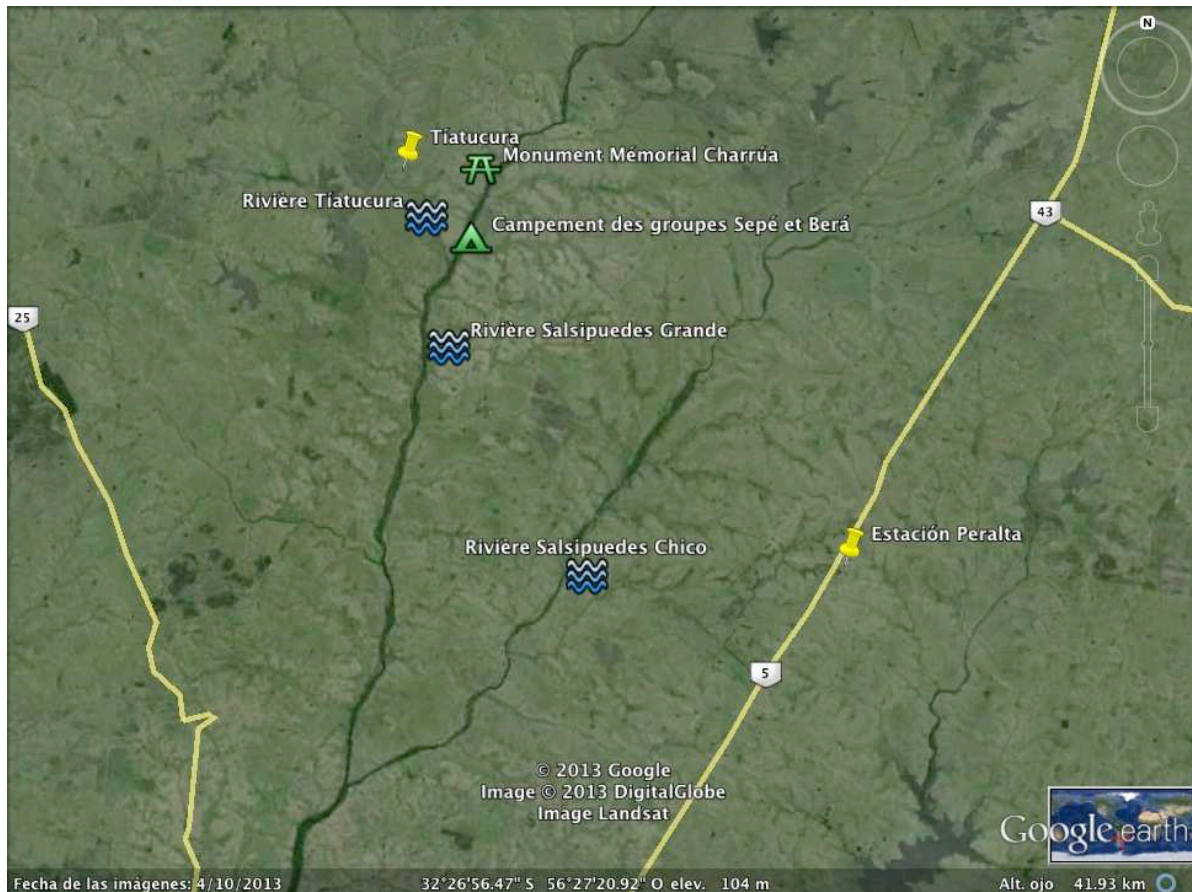 N
Tíatucura
Monument Mémorial Charrúa
Rivière Tíatucura
Campement des groupes Sepé et Berá
43
25
Rivière Salsipuedes Grande
Estación Peralta
Rivière Salsipuedes Chico
5
© 2013 Google
Image © 2013 DigitalGlobe
Image Landsat
Google earth
Fecha de las imágenes: 4/10/2013 32°26'56.47" S 56°27'20.92" O elev. 104 m Alt. ojo 41.93 km